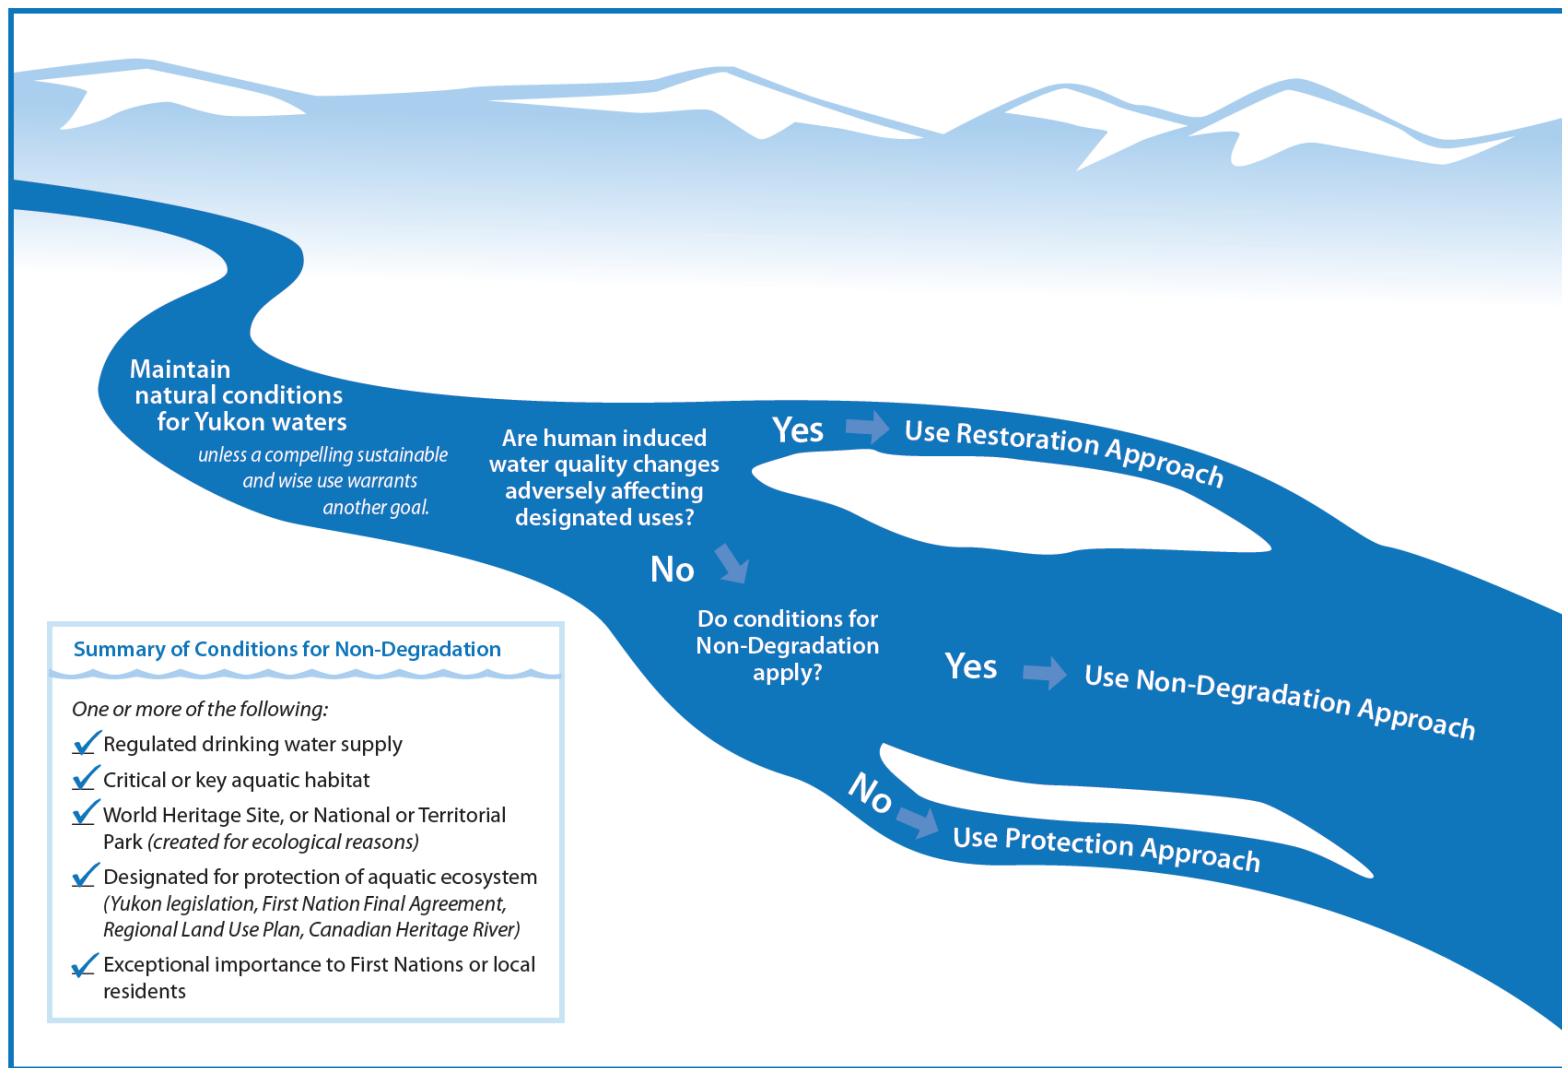 Maintain
natural conditions
for Yukon waters
unless a compelling sustainable
and wise use warrants
another goal.
Are human induced
water quality changes
adversely affecting
designated uses?
Yes
Use Restoration Approach
No
Do conditions for
Non-Degradation
apply?
Yes
Use Non-Degradation Approach
No
Use Protection Approach
Summary of Conditions for Non-Degradation
One or more of the following:
Regulated drinking water supply
Critical or key aquatic habitat
World Heritage Site, or National or Territorial
Park (created for ecological reasons)
Designated for protection of aquatic ecosystem
(Yukon legislation, First Nation Final Agreement,
Regional Land Use Plan, Canadian Heritage River)
Exceptional importance to First Nations or local
residents